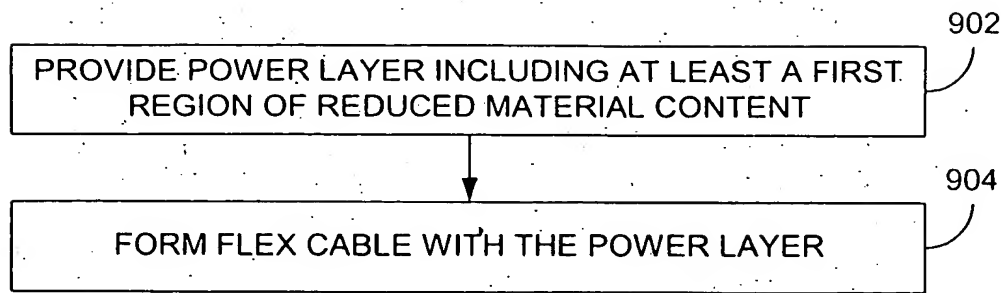 902
PROVIDE POWER LAYER INCLUDING AT LEAST A FIRST
REGION OF REDUCED MATERIAL CONTENT
904
FORM FLEX CABLE WITH THE POWER LAYER